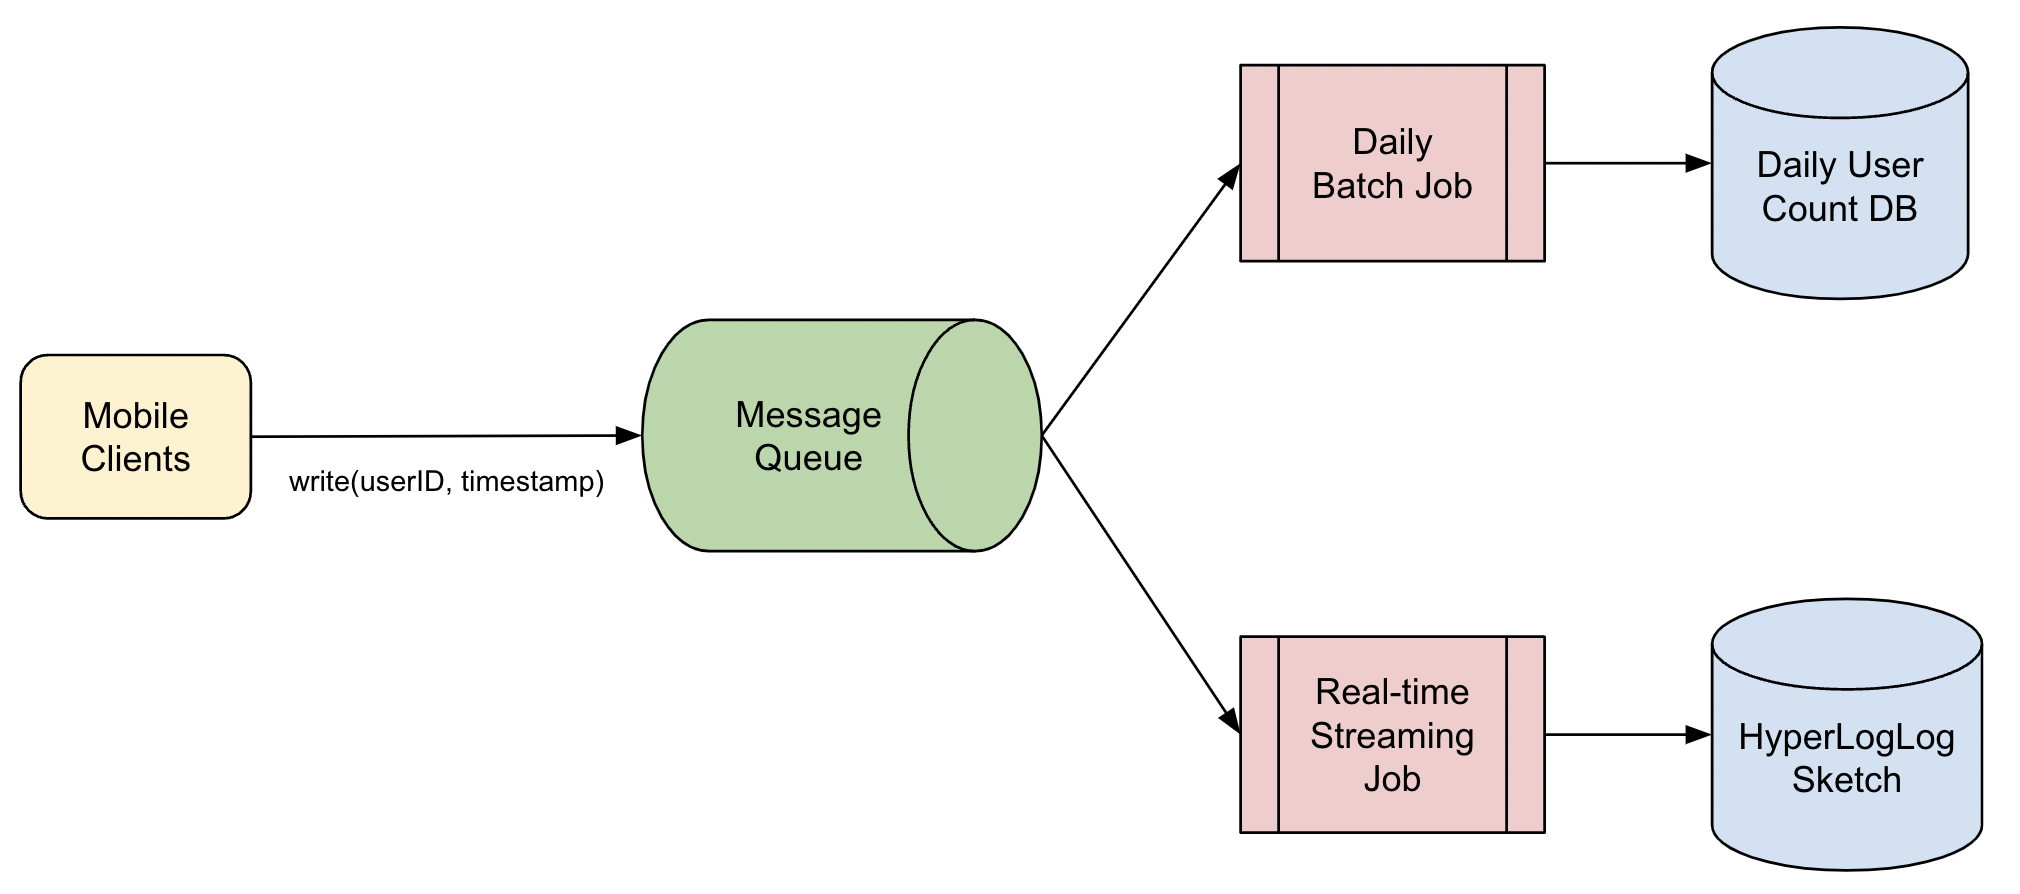 Mobile
Clients
write(userID, timestamp)
Message
Queue
Daily
Batch Job
Daily User
Count DB
Real-time
Streaming
Job
HyperLogLog
Sketch